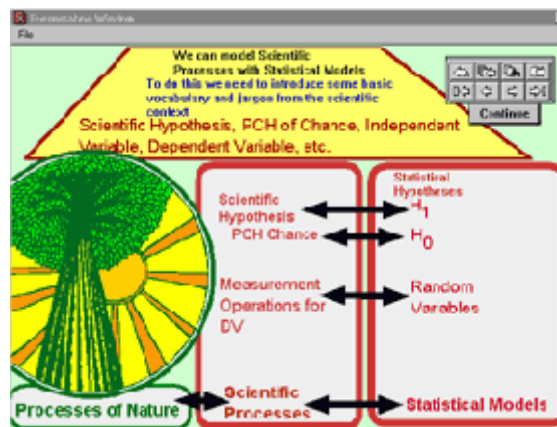 File
We can model Scientific
Processes with Statistical Models
To do this we need to introduce some basic
vocabulary and jargon from the scientific
context
Scientific Hypothesis, PCH of Chance, Independent
Variable, Dependent Variable, etc.
Continue
Scientific
Hypothesis
PCH Chance
Measurement
Operations for
DV
Statistical
Hypotheses
H1
H0
Random
Variables
Processes of Nature
Scientific
Processes
Statistical Models